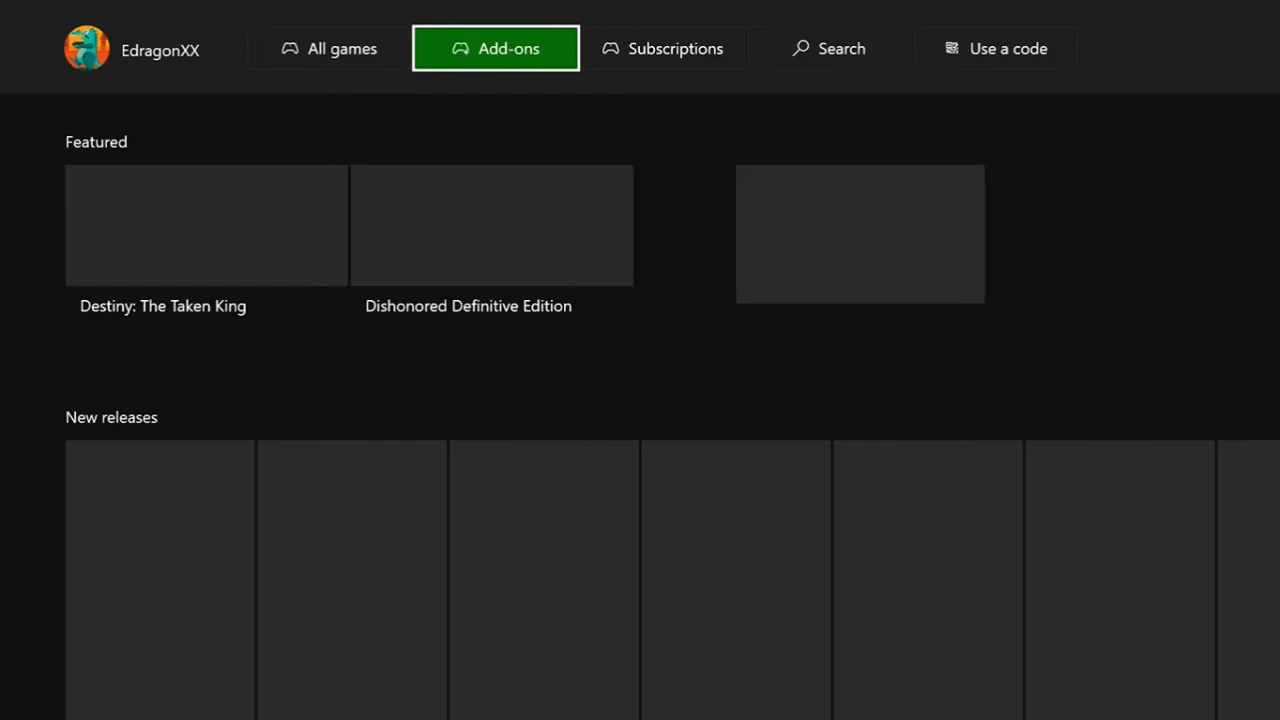 EdragonXX
All games
Add-ons
Subscriptions
Search
Use a code
Featured
Destiny: The Taken King
Dishonored Definitive Edition
New releases